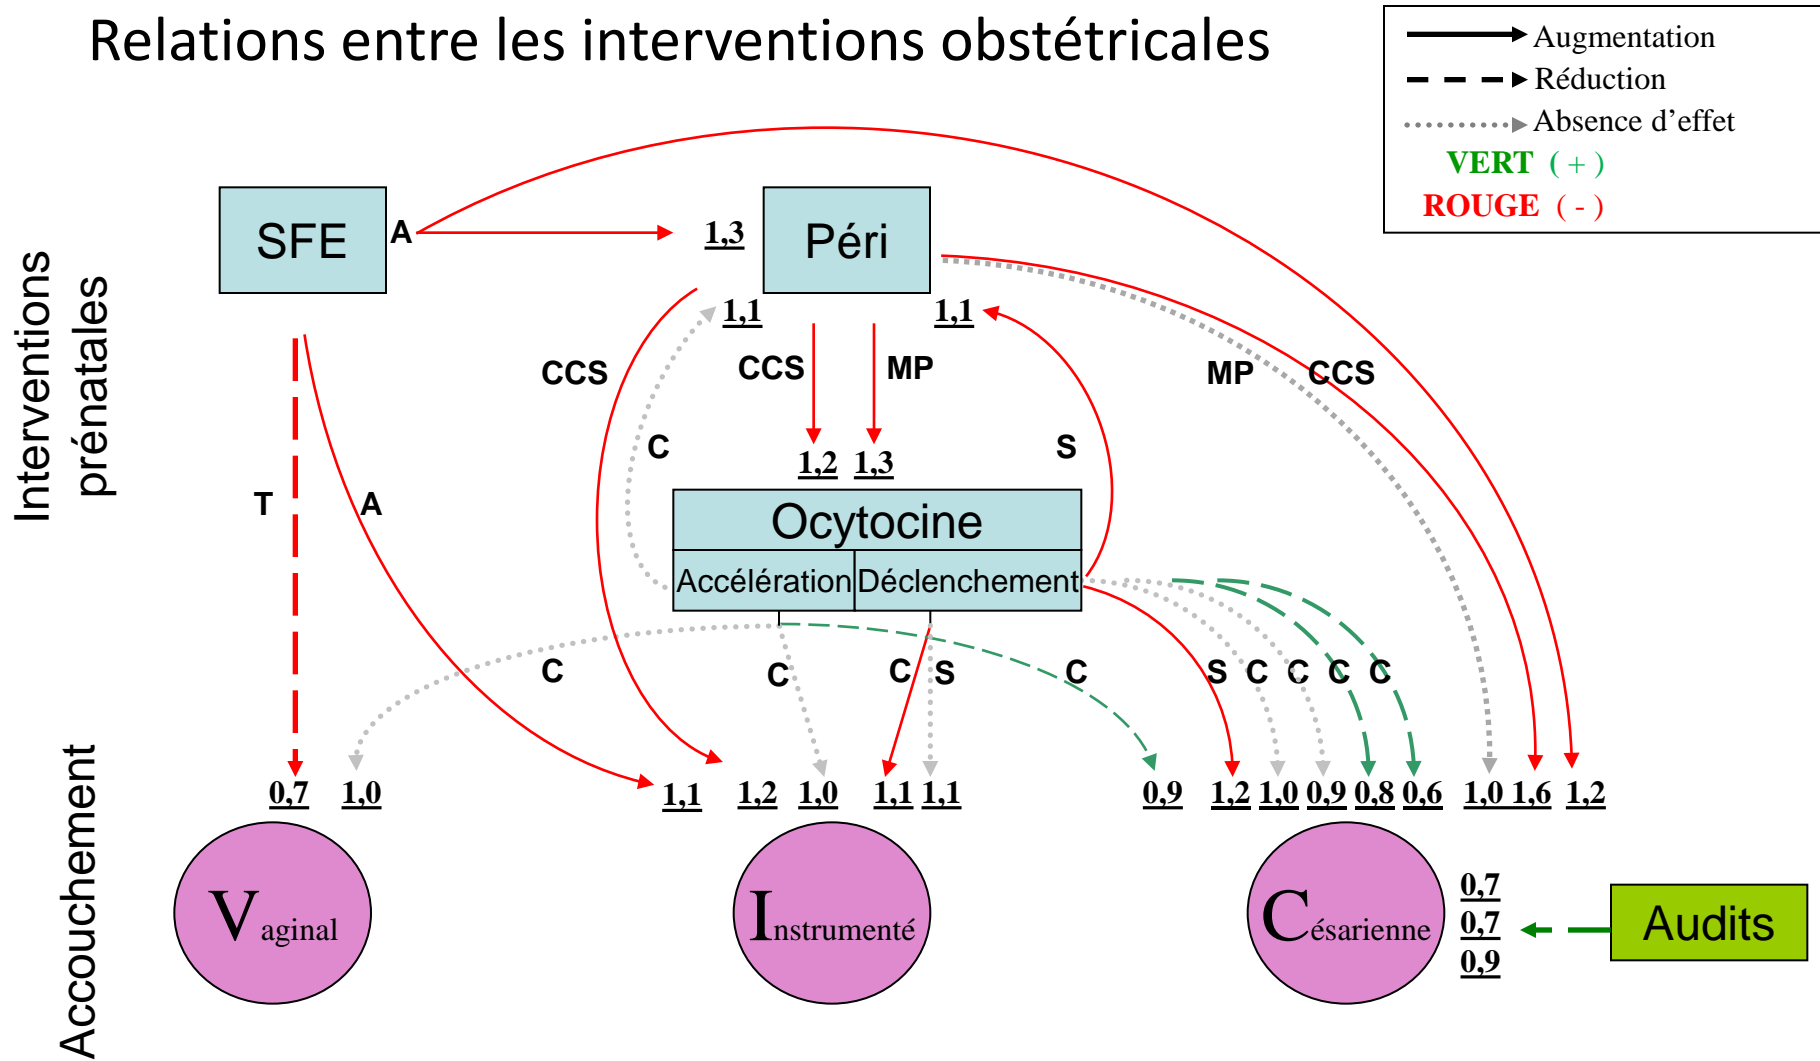 Relations entre les interventions obstétricales
Augmentation
Réduction
Absence d'effet
VERT ( + )
ROUGE ( - )
Interventions
prénatales
SFE
A
1,3
Péri
1,1
1,1
CCS
CCS
MP
MP
CCS
C
S
1,2 1,3
T
A
Ocytocine
Accélération
Déclenchement
C
C
C
S
C
S
C
C
C
C
Accouchement
0,7
1,0
1,1
1,2
1,0
1,1
1,1
0,9
1,2
1,0
0,9
0,8
0,6
1,0
1,6
1,2
Vaginal
Instrumenté
Césarienne
0,7
0,7
0,9
Audits